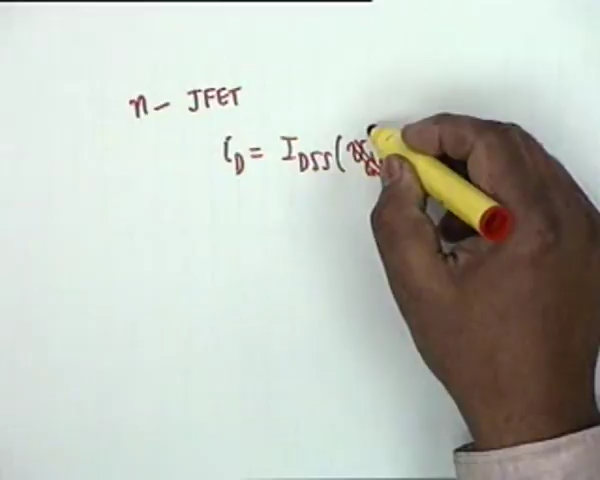 n- JFET
i_D = I_DSS (